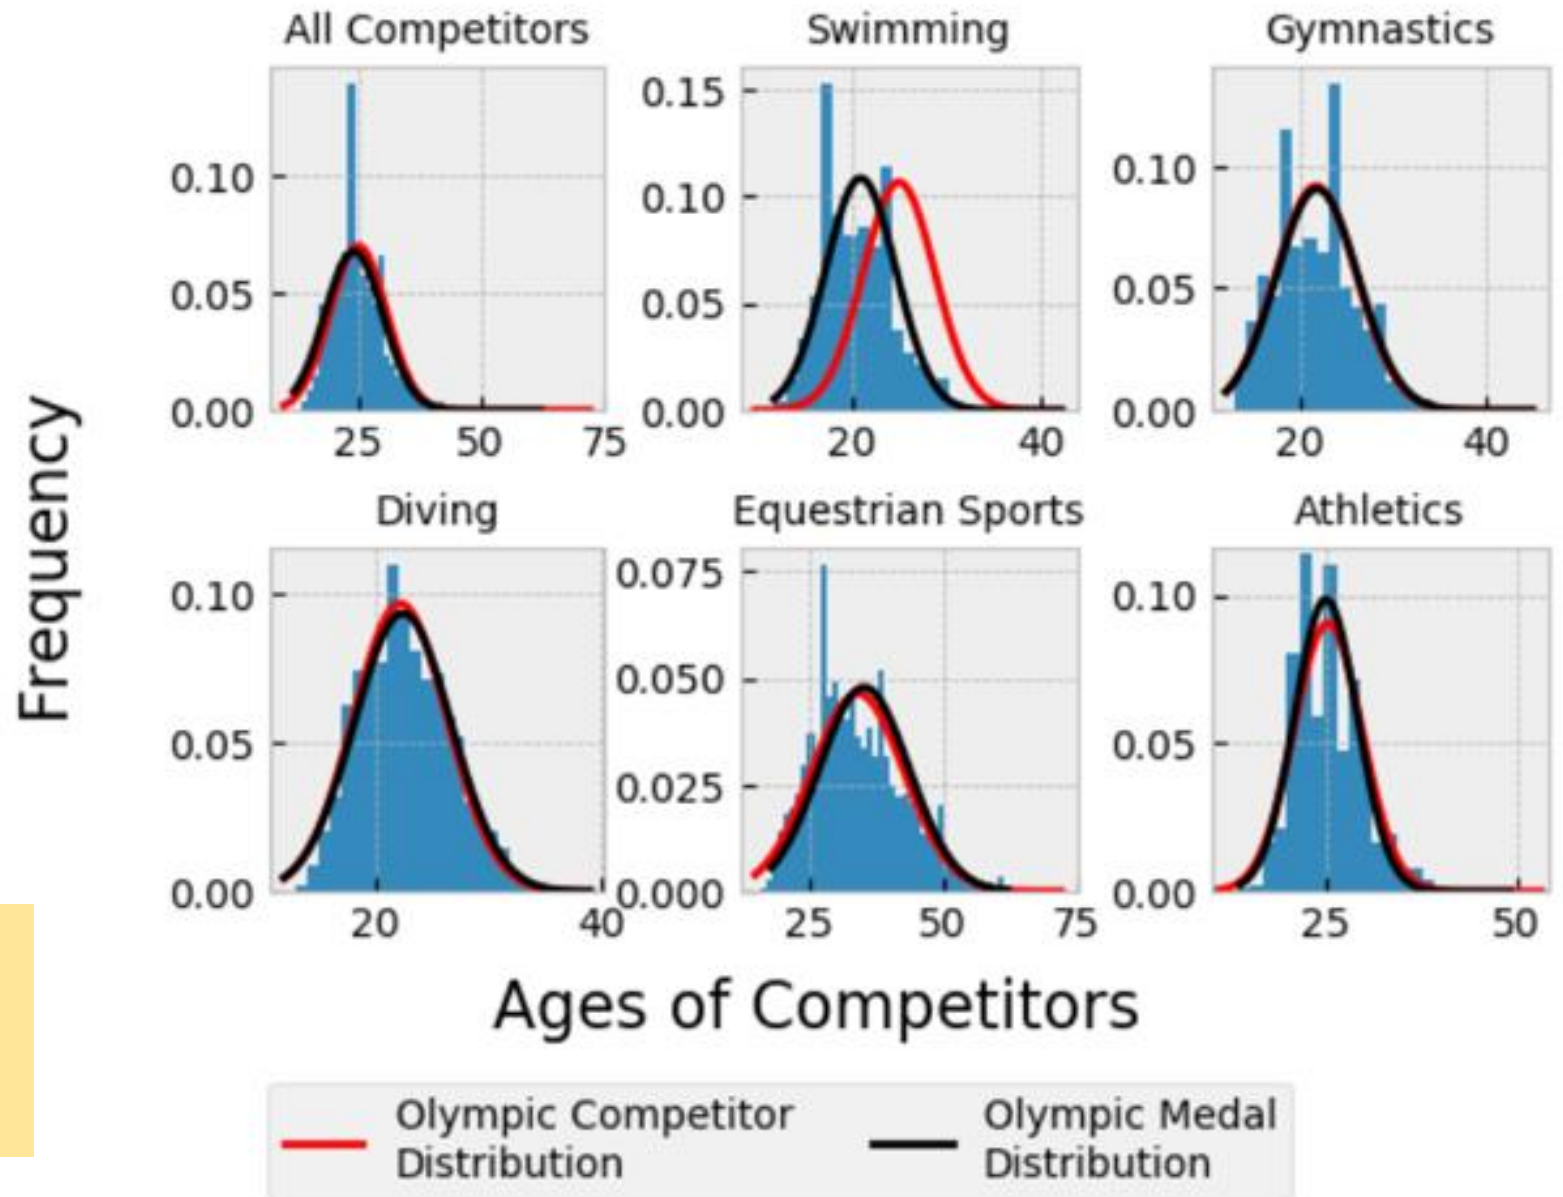 All Competitors
Swimming
Gymnastics
0.10
0.05
0.00
25 50 75
0.15
0.10
0.05
0.00
20 40
0.10
0.05
0.00
20 40
Diving
Equestrian Sports
Athletics
0.10
0.05
0.00
20 40
0.075
0.050
0.025
0.000
25 50 75
0.10
0.05
0.00
25 50
Frequency
Ages of Competitors
Olympic Competitor
Distribution
Olympic Medal
Distribution